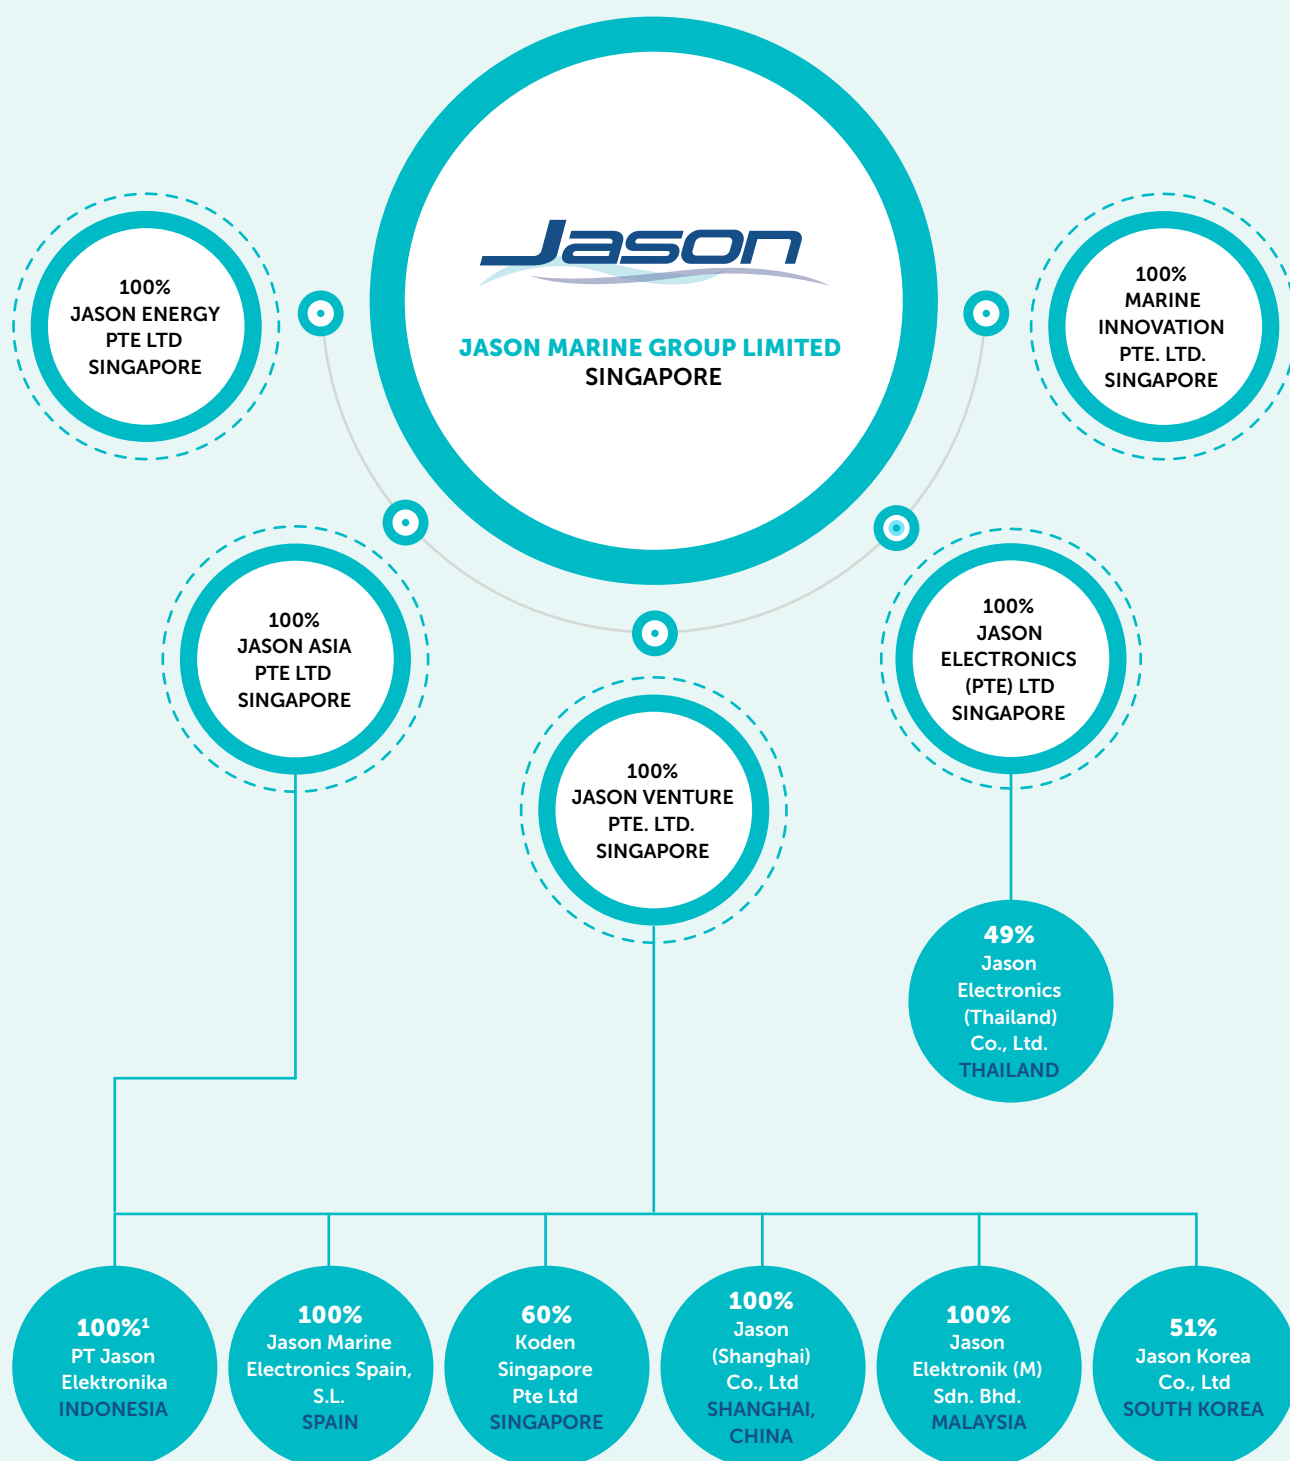 Jason
JASON MARINE GROUP LIMITED
SINGAPORE
100%
JASON ENERGY
PTE LTD
SINGAPORE
100%
MARINE
INNOVATION
PTE. LTD.
SINGAPORE
100%
JASON ASIA
PTE LTD
SINGAPORE
100%
JASON
ELECTRONICS
(PTE) LTD
SINGAPORE
100%
JASON VENTURE
PTE. LTD.
SINGAPORE
49%
Jason
Electronics
(Thailand)
Co., Ltd.
THAILAND
100%¹
PT Jason
Elektronika
INDONESIA
100%
Jason Marine
Electronics Spain,
S.L.
SPAIN
60%
Koden
Singapore
Pte Ltd
SINGAPORE
100%
Jason
(Shanghai)
Co., Ltd
SHANGHAI,
CHINA
100%
Jason
Elektronik (M)
Sdn. Bhd.
MALAYSIA
51%
Jason Korea
Co., Ltd
SOUTH KOREA